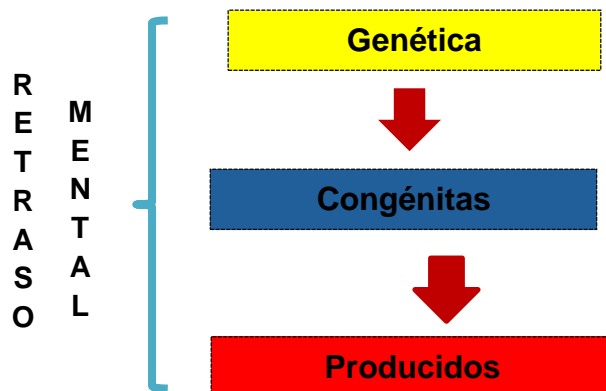 RETRASO
MENTAL
Genética
Congénitas
Producidos